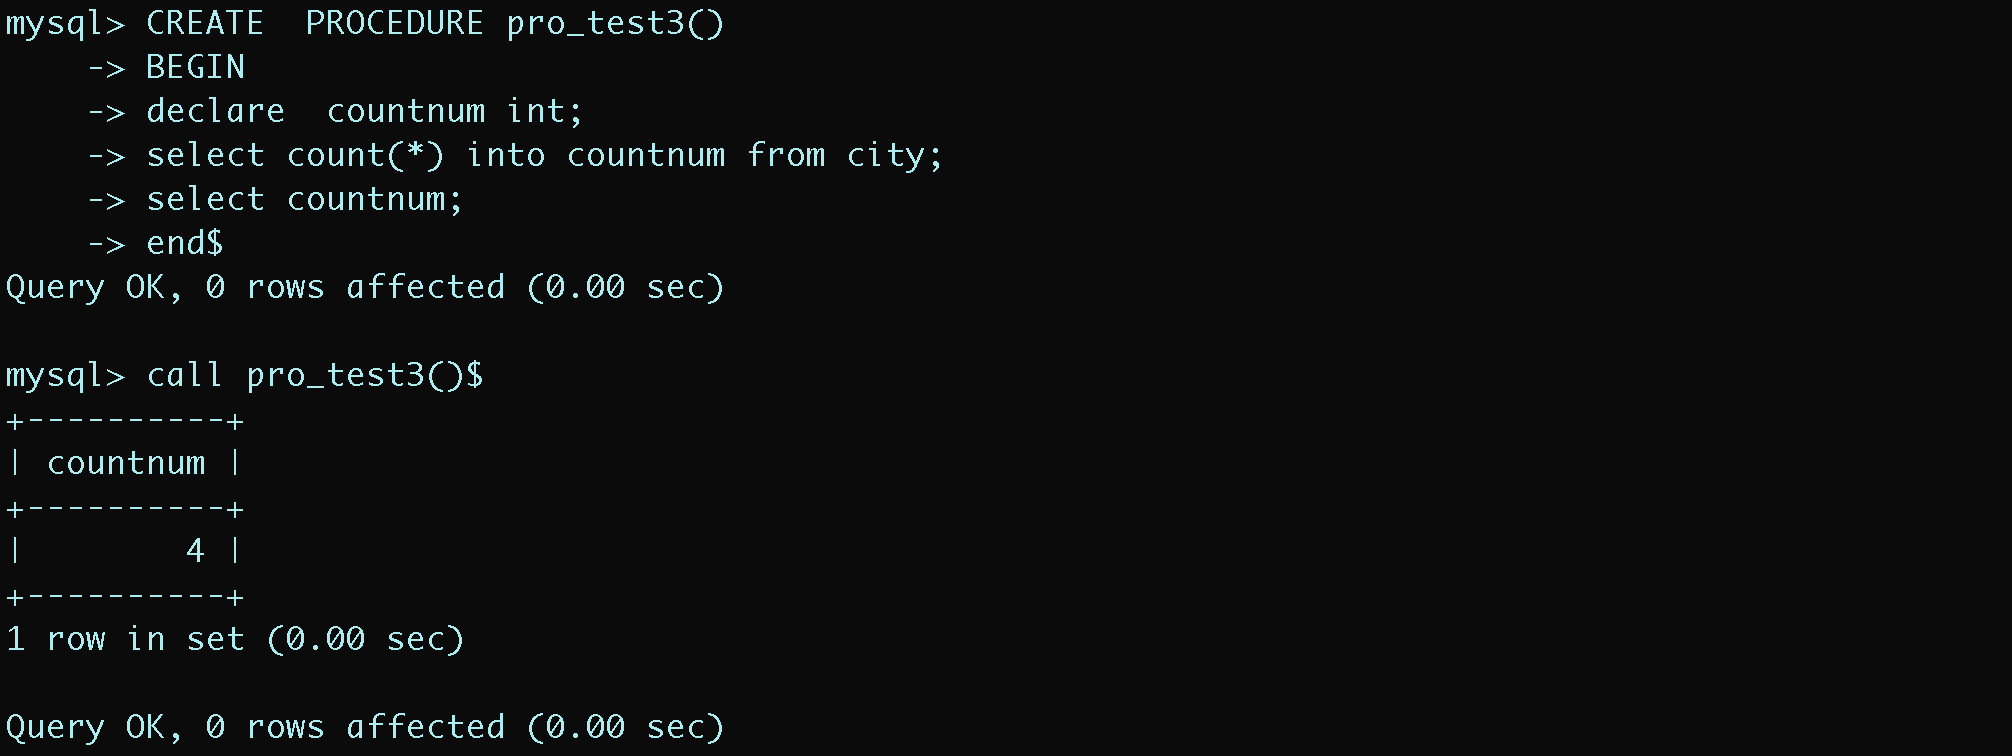 mysql> CREATE  PROCEDURE pro_test3()
    -> BEGIN
    -> declare  countnum int;
    -> select count(*) into countnum from city;
    -> select countnum;
    -> end$
Query OK, 0 rows affected (0.00 sec)

mysql> call pro_test3()$
+----------+
| countnum |
+----------+
|        4 |
+----------+
1 row in set (0.00 sec)

Query OK, 0 rows affected (0.00 sec)